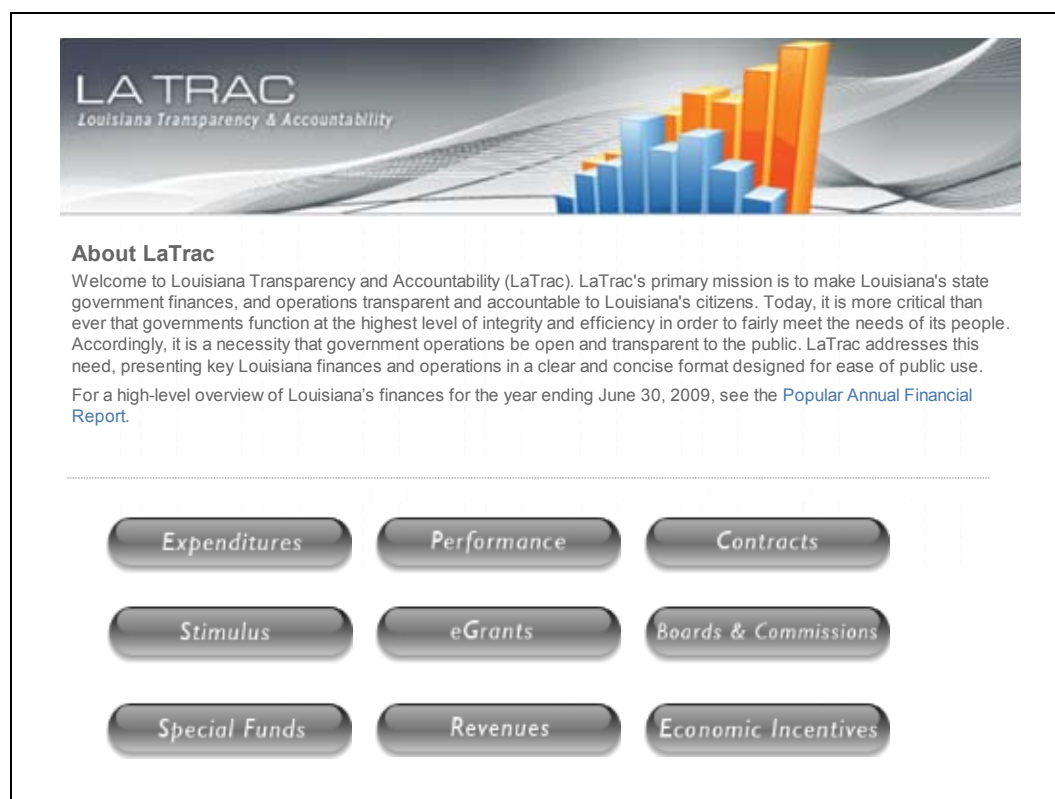 LA TRAC
Louisiana Transparency & Accountability
About LaTrac
Welcome to Louisiana Transparency and Accountability (LaTrac). LaTrac's primary mission is to make Louisiana's state
government finances, and operations transparent and accountable to Louisiana's citizens. Today, it is more critical than
ever that governments function at the highest level of integrity and efficiency in order to fairly meet the needs of its people.
Accordingly, it is a necessity that government operations be open and transparent to the public. LaTrac addresses this
need, presenting key Louisiana finances and operations in a clear and concise format designed for ease of public use.
For a high-level overview of Louisiana's finances for the year ending June 30, 2009, see the Popular Annual Financial
Report.
Expenditures Performance Contracts
Stimulus eGrants Boards & Commissions
Special Funds Revenues Economic Incentives